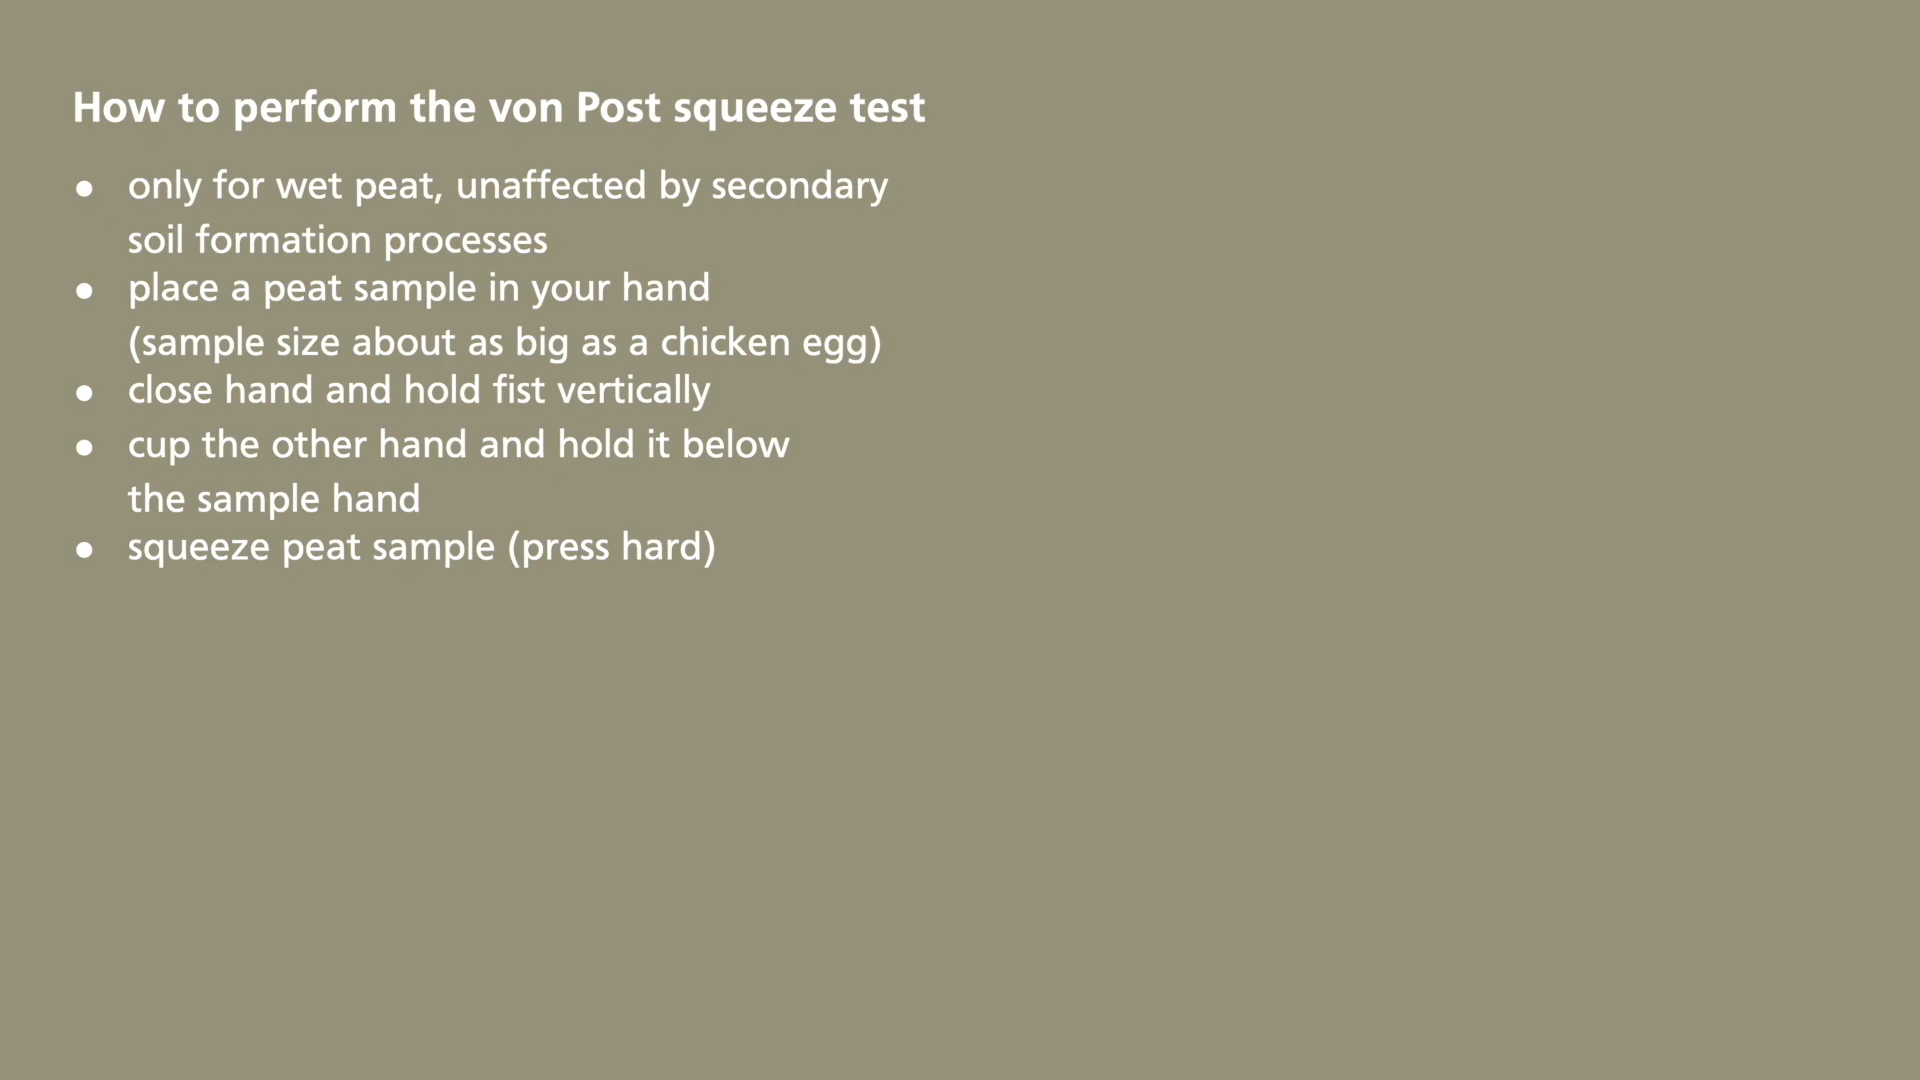 How to perform the von Post squeeze test
● only for wet peat, unaffected by secondary
soil formation processes
● place a peat sample in your hand
(sample size about as big as a chicken egg)
● close hand and hold fist vertically
● cup the other hand and hold it below
the sample hand
● squeeze peat sample (press hard)